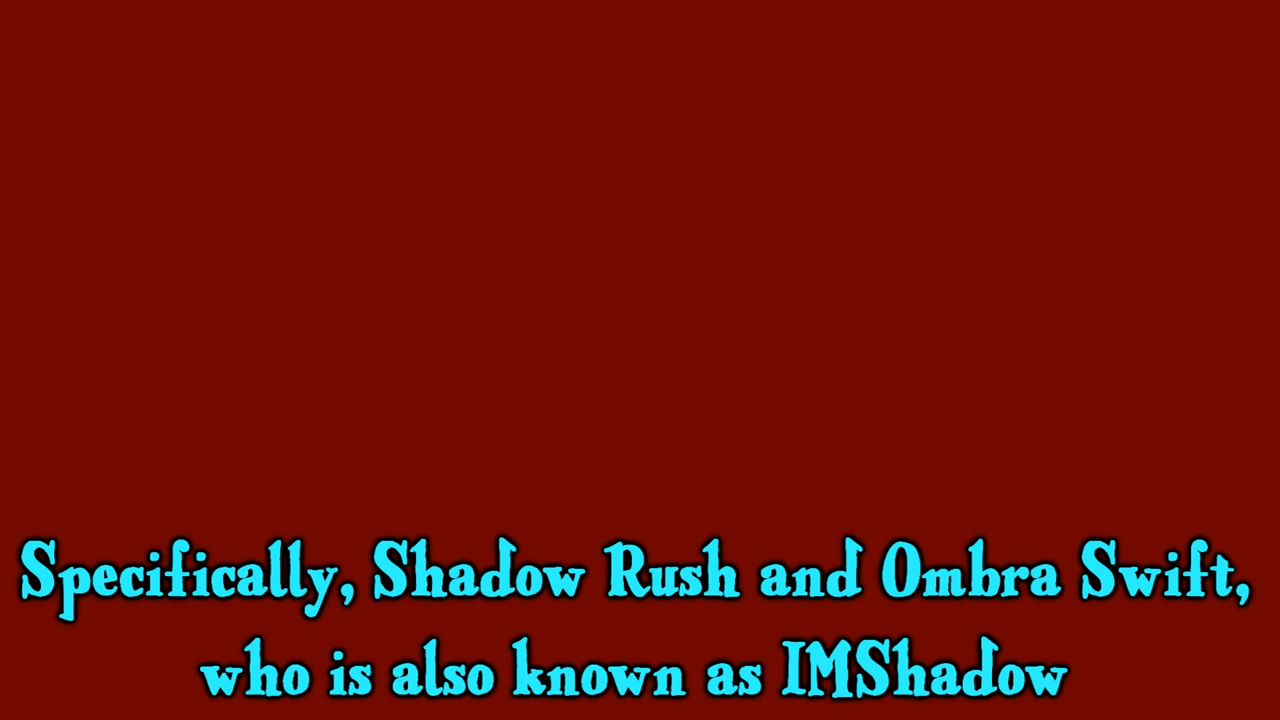 Specifically, Shadow Rush and Ombra Swift,
who is also known as IMShadow